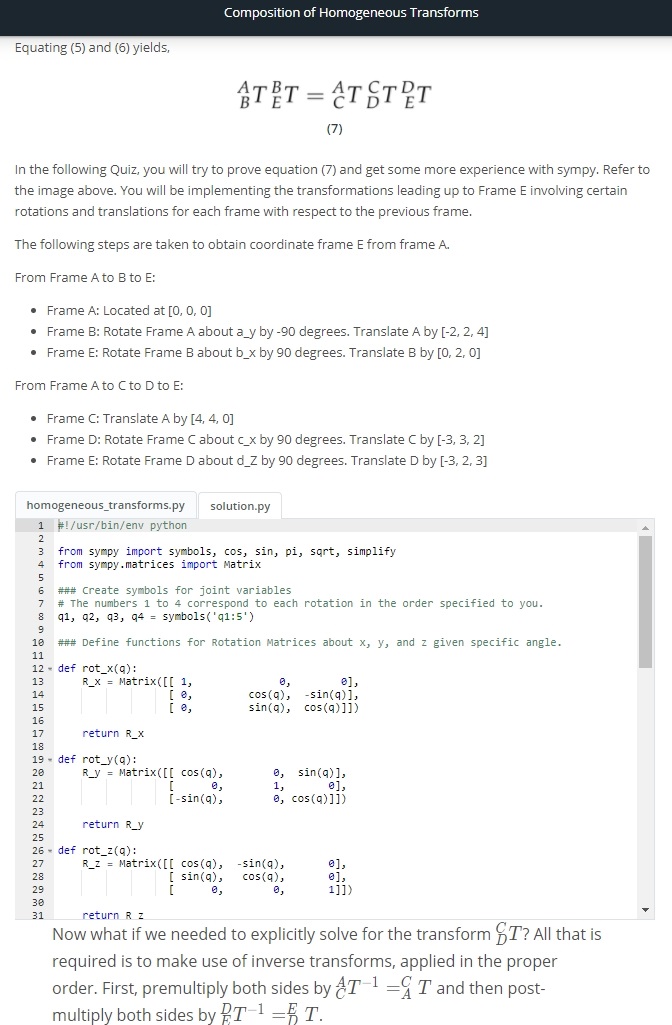 Composition of Homogeneous Transforms
Equating (5) and (6) yields,
ᴬ_B T ᴮ_E T = ᴬ_C T ᶜ_D T ᴰ_E T
(7)
In the following Quiz, you will try to prove equation (7) and get some more experience with sympy. Refer to
the image above. You will be implementing the transformations leading up to Frame E involving certain
rotations and translations for each frame with respect to the previous frame.
The following steps are taken to obtain coordinate frame E from frame A.
From Frame A to B to E:
• Frame A: Located at [0, 0, 0]
• Frame B: Rotate Frame A about a_y by -90 degrees. Translate A by [-2, 2, 4]
• Frame E: Rotate Frame B about b_x by 90 degrees. Translate B by [0, 2, 0]
From Frame A to C to D to E:
• Frame C: Translate A by [4, 4, 0]
• Frame D: Rotate Frame C about c_x by 90 degrees. Translate C by [-3, 3, 2]
• Frame E: Rotate Frame D about d_Z by 90 degrees. Translate D by [-3, 2, 3]
homogeneous_transforms.py solution.py
1 #!/usr/bin/env python
2
3 from sympy import symbols, cos, sin, pi, sqrt, simplify
4 from sympy.matrices import Matrix
5
6 ### Create symbols for joint variables
7 # The numbers 1 to 4 correspond to each rotation in the order specified to you.
8 q1, q2, q3, q4 = symbols('q1:5')
9
10 ### Define functions for Rotation Matrices about x, y, and z given specific angle.
11
12 def rot_x(q):
13 R_x = Matrix([[ 1, 0, 0],
14 [ 0, cos(q), -sin(q)],
15 [ 0, sin(q), cos(q)]])
16
17 return R_x
18
19 def rot_y(q):
20 R_y = Matrix([[ cos(q), 0, sin(q)],
21 [ 0, 1, 0],
22 [-sin(q), 0, cos(q)]])
23
24 return R_y
25
26 def rot_z(q):
27 R_z = Matrix([[ cos(q), -sin(q), 0],
28 [ sin(q), cos(q), 0],
29 [ 0, 0, 1]])
30
31 return R_z
Now what if we needed to explicitly solve for the transform ᶜ_D T? All that is
required is to make use of inverse transforms, applied in the proper
order. First, premultiply both sides by ᴬ_C T⁻¹ = ᶜ_A T and then post-
multiply both sides by ᴰ_E T⁻¹ = ᴱ_D T.